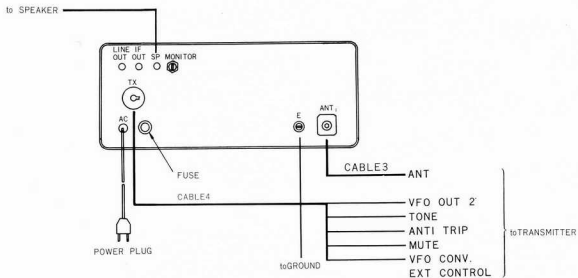 to SPEAKER
LINE OUT
IF OUT
SP
MONITOR
TX
AC
E
ANT.
FUSE
CABLE3
ANT
CABLE4
VFO OUT 2
TONE
ANTI TRIP
MUTE
VFO CONV.
EXT CONTROL
toTRANSMITTER
POWER PLUG
toGROUND